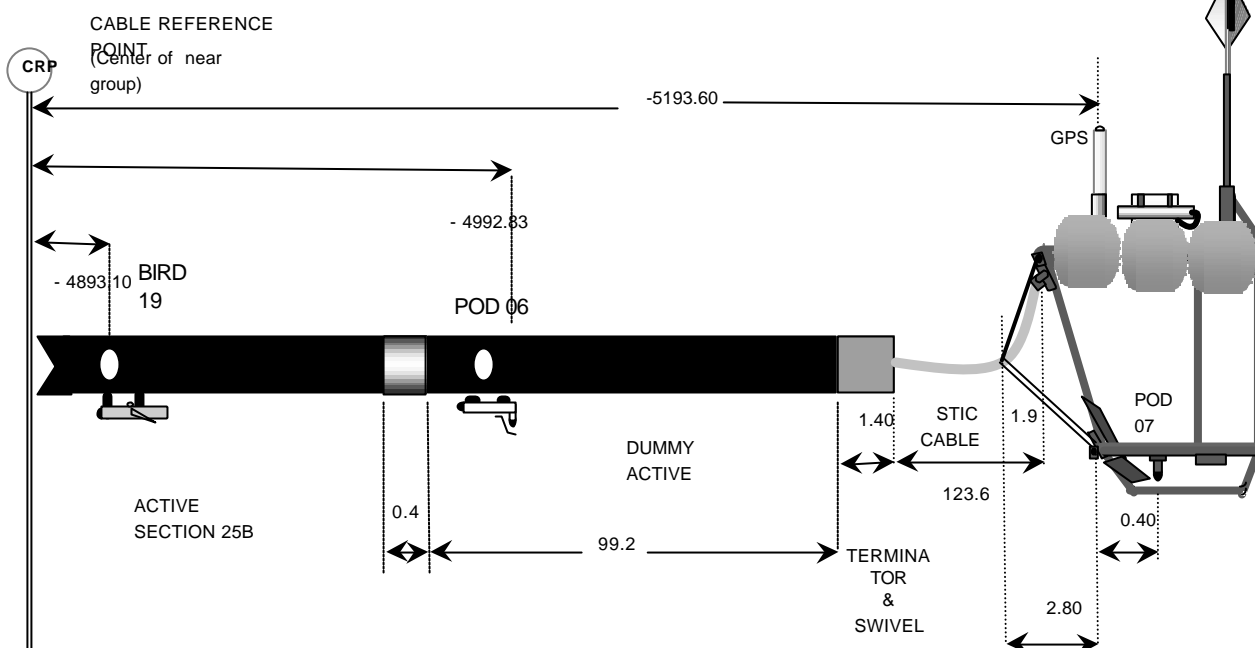 CABLE REFERENCE
POINT
(Center of near
group)
CRP
-5193.60
GPS
- 4992.83
- 4893.10
BIRD
19
POD 06
1.40
STIC
CABLE
1.9
POD
07
DUMMY
ACTIVE
123.6
ACTIVE
SECTION 25B
0.4
0.40
99.2
TERMINA
TOR
&
SWIVEL
2.80